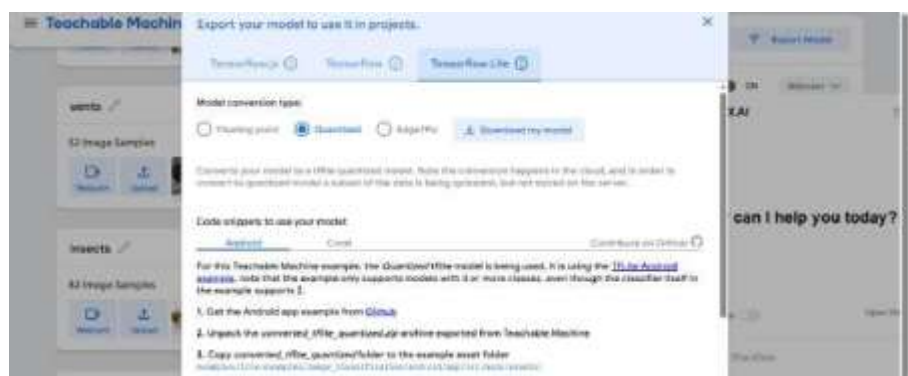 Teachable Machin
Export your model to use it in projects.
Export Model
Tensorflow.js
Tensorflow
Tensorflow Lite
Model conversion type:
Floating point
Quantized
EdgeTPU
Download my model
ON
Webcam
X.AI
52 Image Samples
Webcam
Upload
Converts your model to a tflite quantized model. Note the conversion happens in the cloud, and in order to
convert to quantized model a subset of the data is being uploaded, but not stored on the server.
can I help you today?
Code snippets to use your model:
Android
Coral
Contribute on Github
insects
Image Samples
Webcam
Upload
For this Teachable Machine example, the Quantized tflite model is being used. It is using the TFLite Android
example, note that the example only supports models with 3 or more classes, even though the classifier itself in
the example supports 2.
1. Get the Android app example from GitHub
2. Unpack the converted_tflite_quantized.zip archive exported from Teachable Machine
3. Copy converted_tflite_quantized folder to the example asset folder